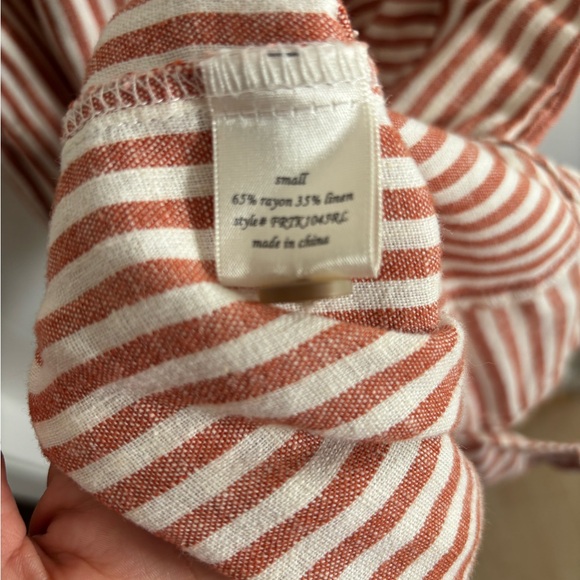 small
65% rayon 35% linen
style# FRTK1043RL
made in china